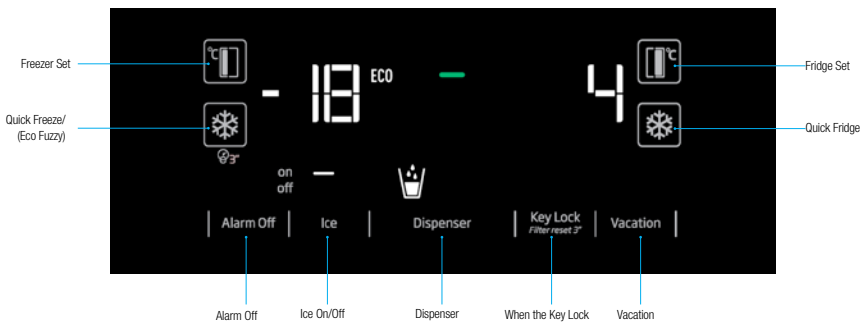 °C
°C
Freezer Set
Fridge Set
- 18 ECO
4
Quick Freeze/
(Eco Fuzzy)
Quick Fridge
3"
on
off
Alarm Off
Ice
Dispenser
Key Lock
Filter reset 3"
Vacation
Alarm Off
Ice On/Off
Dispenser
When the Key Lock
Vacation